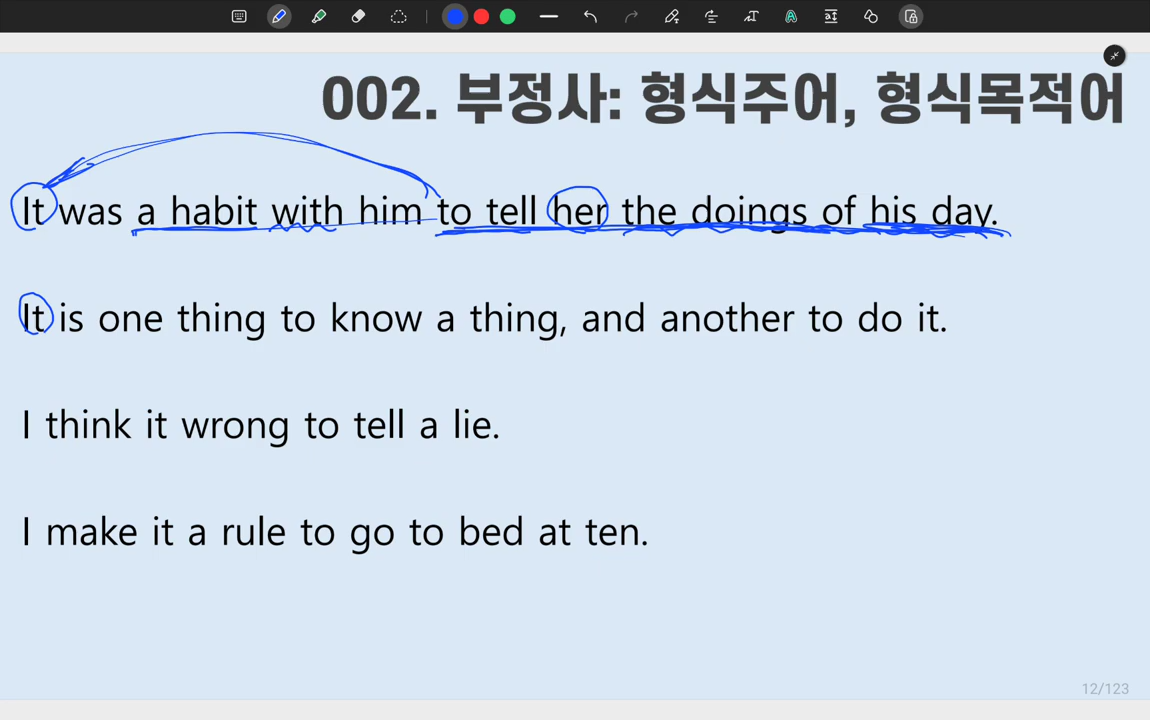 002. 부정사: 형식주어, 형식목적어
It was a habit with him to tell her the doings of his day.
It is one thing to know a thing, and another to do it.
I think it wrong to tell a lie.
I make it a rule to go to bed at ten.
12/123